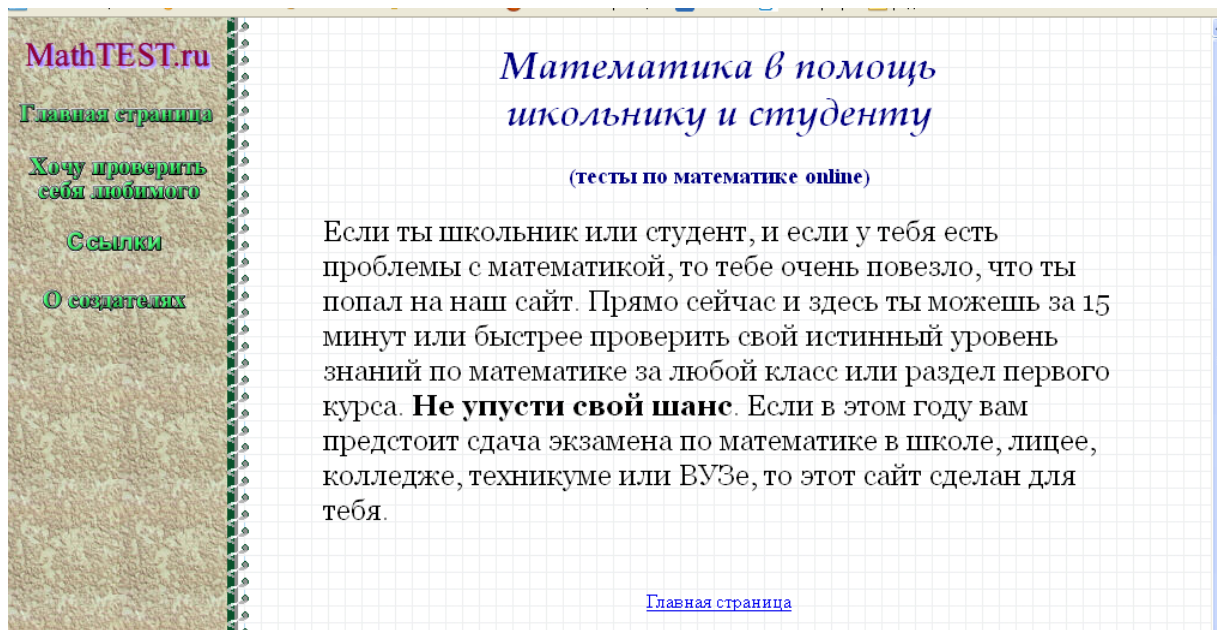 MathTEST.ru
Главная страница
Хочу проверить
себя любимого
Ссылки
О создателях
Математика в помощь
школьнику и студенту
(тесты по математике online)
Если ты школьник или студент, и если у тебя есть
проблемы с математикой, то тебе очень повезло, что ты
попал на наш сайт. Прямо сейчас и здесь ты можешь за 15
минут или быстрее проверить свой истинный уровень
знаний по математике за любой класс или раздел первого
курса. Не упусти свой шанс. Если в этом году вам
предстоит сдача экзамена по математике в школе, лицее,
колледже, техникуме или ВУЗе, то этот сайт сделан для
тебя.
Главная страница